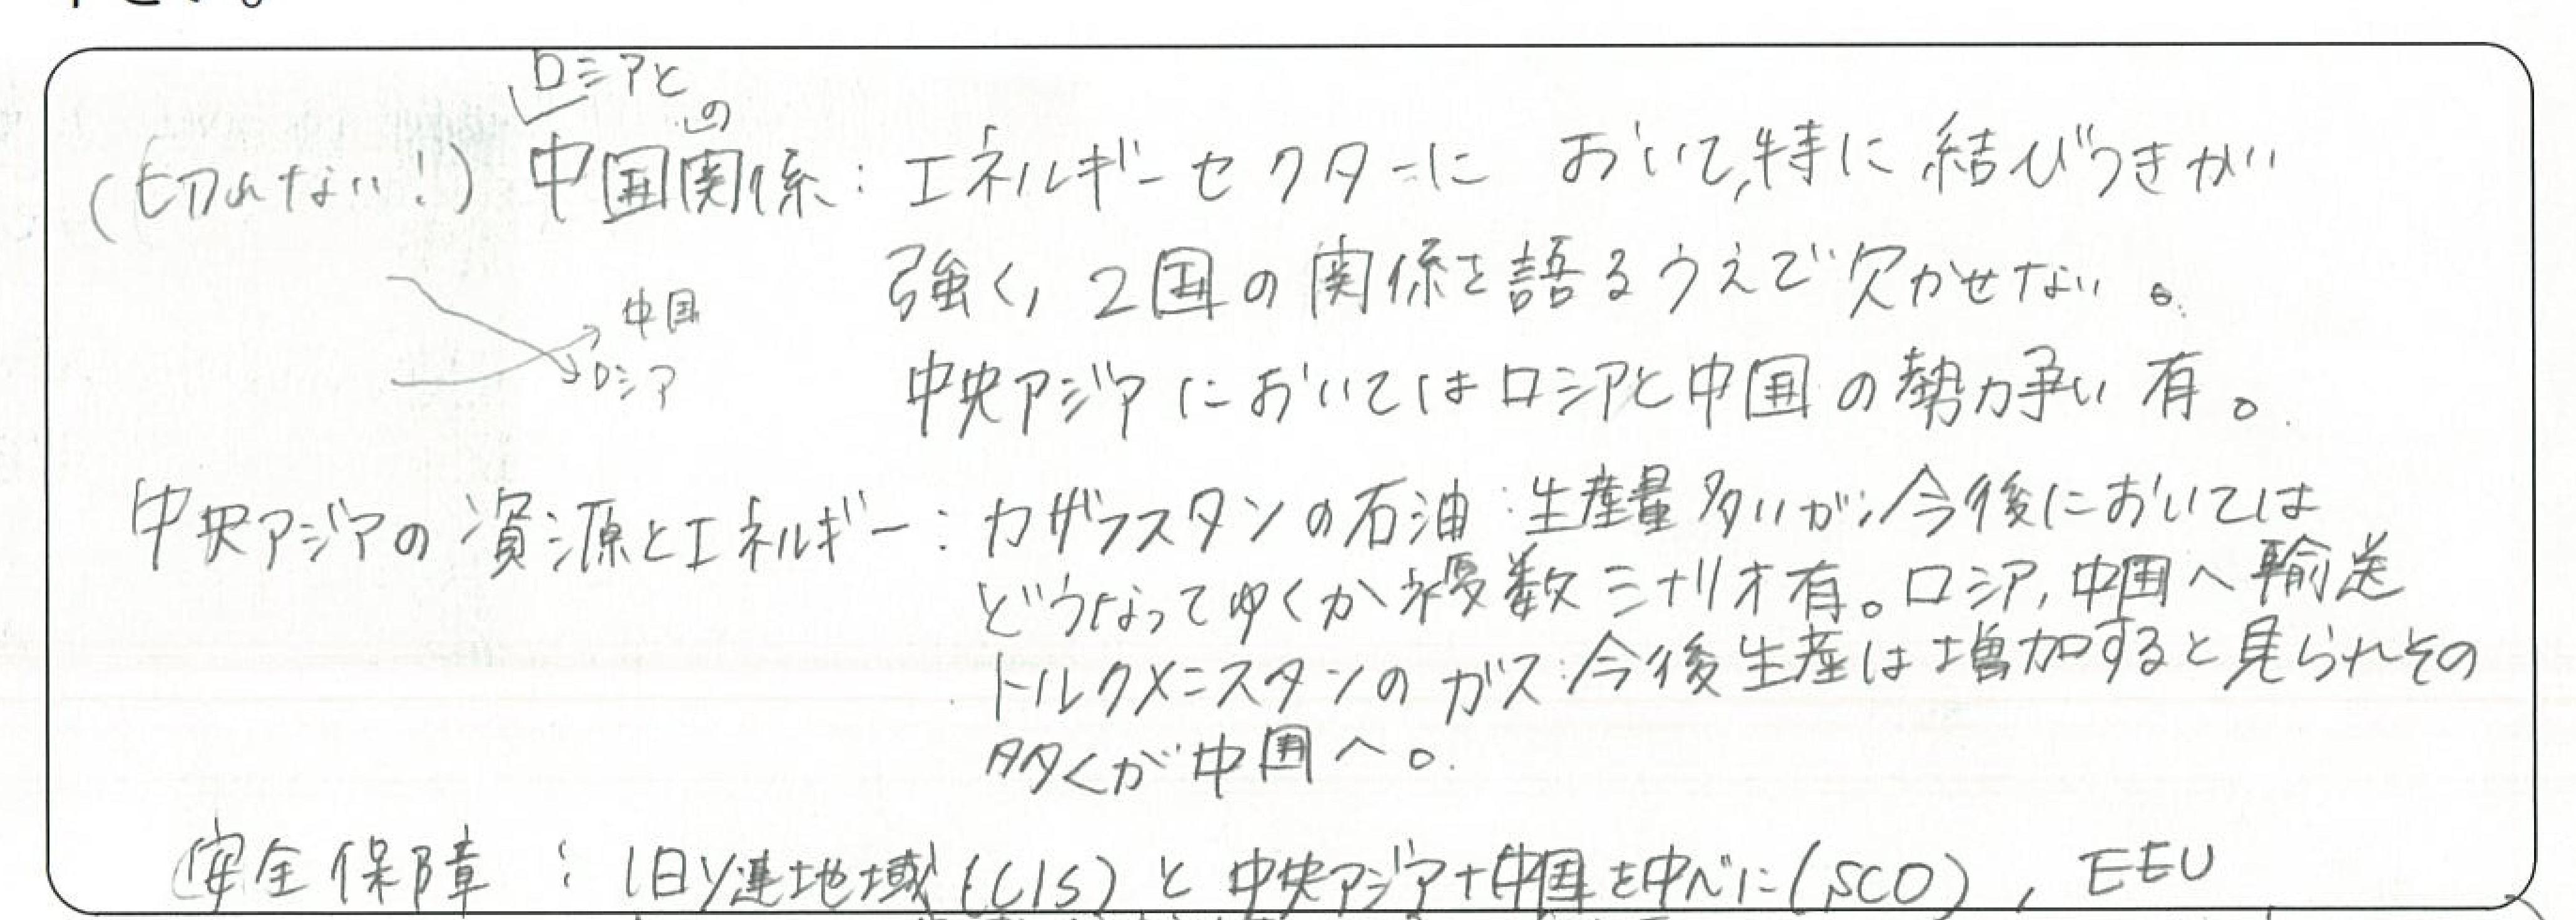 ロシアと
の
(切れない!) 中国関係: エネルギーセクターに おいて,特に 結びつきがい
強く, 2国の関係を語るうえで欠かせない。
中国
ロシア
中央アジアにおいてはロシアと中国の勢力争い有。
中央アジアの資源とエネルギー: カザフスタンの石油:生産量多いが、今後においては
どうなってゆくか複数シナリオ有。ロシア,中国へ輸送
トルクメニスタンのガス:今後生産は増加すると見られその
多くが中国へ。
安全保障 : 旧ソ連地域(CIS)と中央アジア+中国を中心に(SCO), EEU